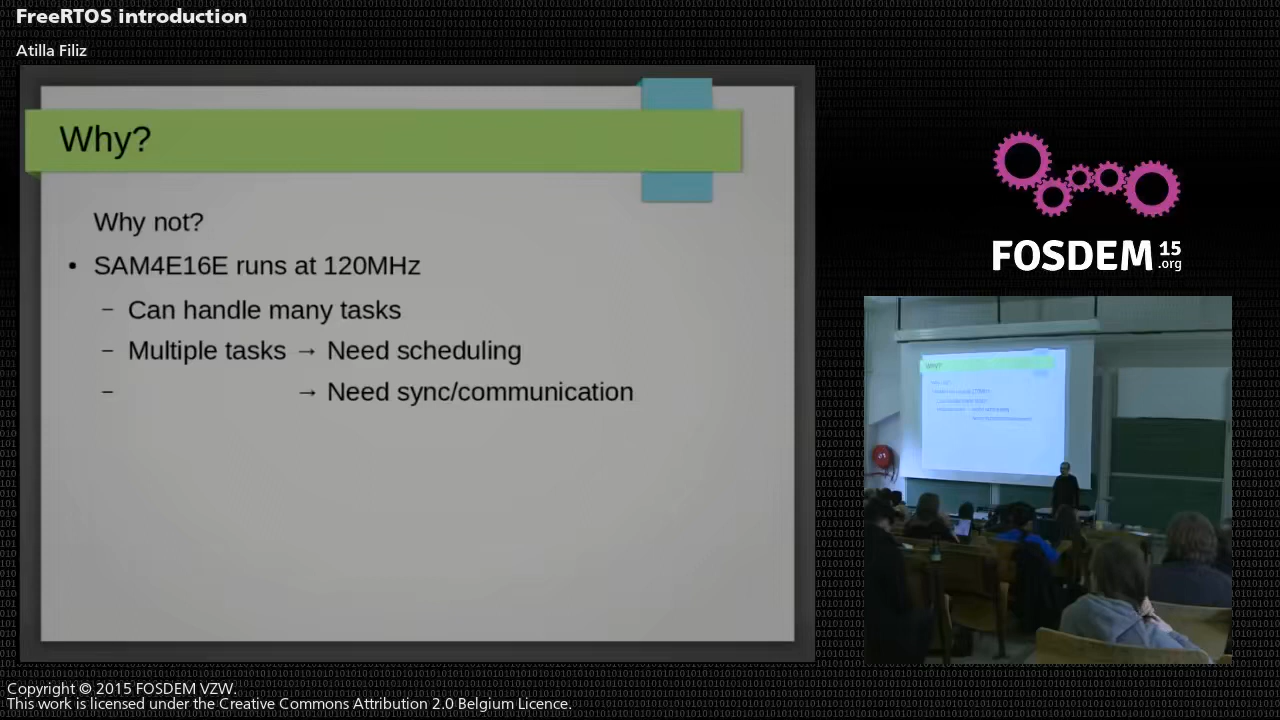 FreeRTOS introduction
Atilla Filiz
Why?
Why not?
• SAM4E16E runs at 120MHz
– Can handle many tasks
– Multiple tasks → Need scheduling
– → Need sync/communication
FOSDEM 15
.org
Copyright © 2015 FOSDEM VZW.
This work is licensed under the Creative Commons Attribution 2.0 Belgium Licence.